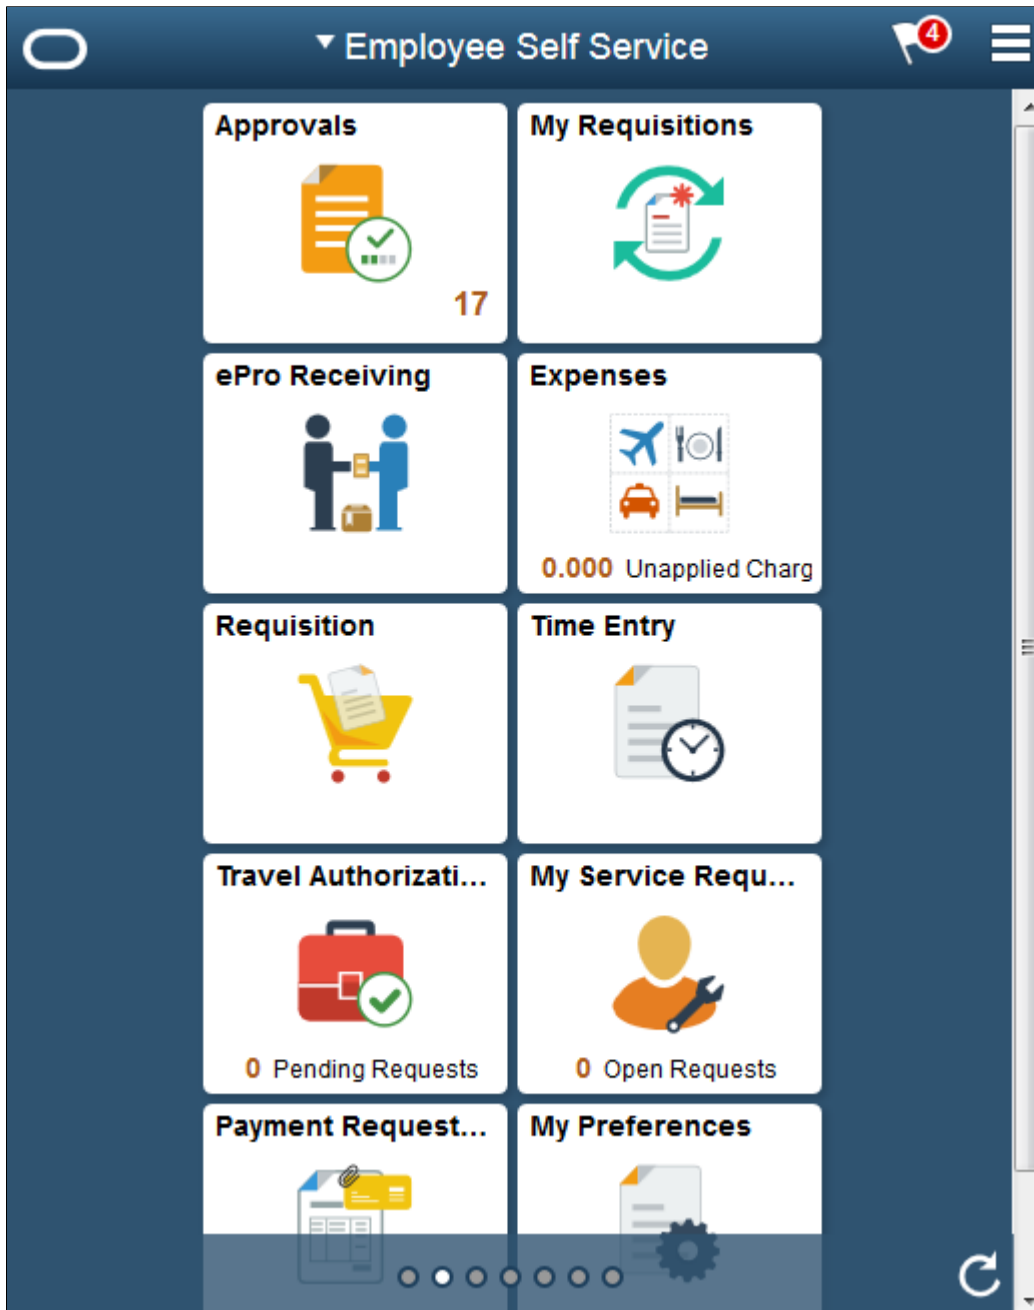 Employee Self Service
4
Approvals
17
My Requisitions
ePro Receiving
Expenses
0.000 Unapplied Charg
Requisition
Time Entry
Travel Authorizati...
0 Pending Requests
My Service Requ...
0 Open Requests
Payment Request...
My Preferences